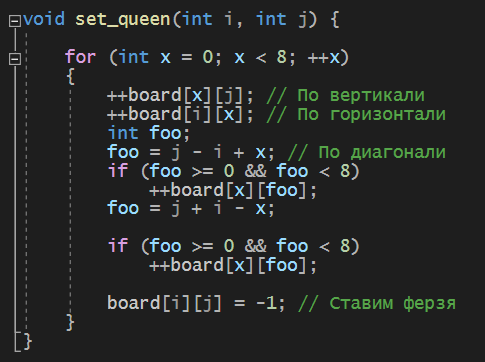 void set_queen(int i, int j) {
for (int x = 0; x < 8; ++x)
{
++board[x][j]; // По вертикали
++board[i][x]; // По горизонтали
int foo;
foo = j - i + x; // По диагонали
if (foo >= 0 && foo < 8)
++board[x][foo];
foo = j + i - x;
if (foo >= 0 && foo < 8)
++board[x][foo];
board[i][j] = -1; // Ставим ферзя
}
}